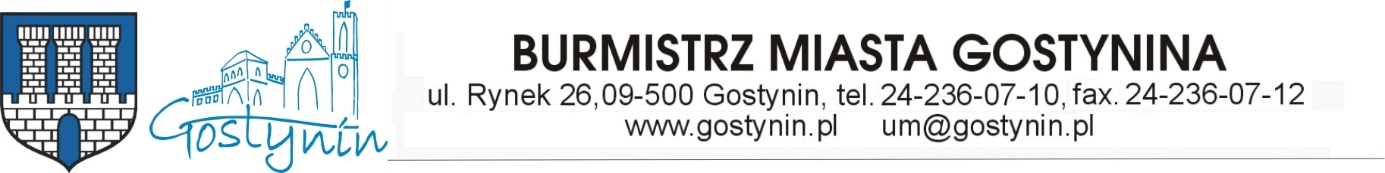 Gostynin
BURMISTRZ MIASTA GOSTYNINA
ul. Rynek 26,09-500 Gostynin, tel. 24-236-07-10, fax. 24-236-07-12
www.gostynin.pl um@gostynin.pl